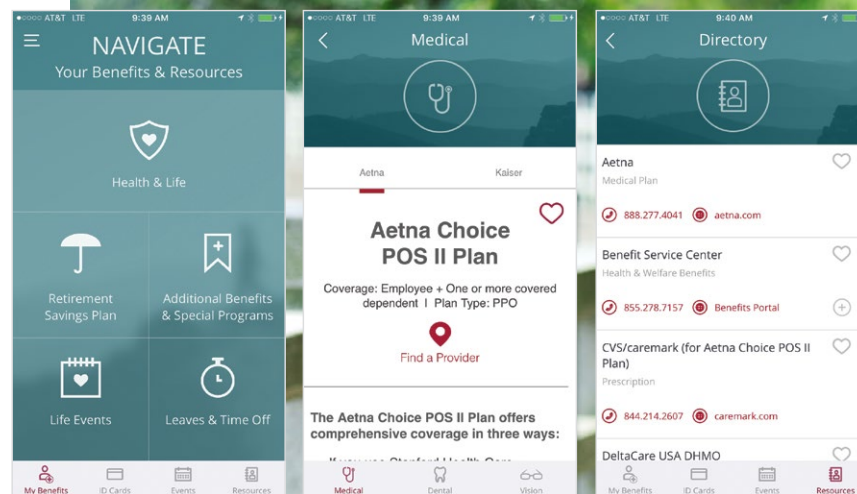 AT&T LTE 9:39 AM
NAVIGATE
Your Benefits & Resources
Health & Life
Retirement
Savings Plan
Additional Benefits
& Special Programs
Life Events
Leaves & Time Off
My Benefits
ID Cards
Events
Resources
AT&T LTE 9:39 AM
Medical
Aetna
Kaiser
Aetna Choice
POS II Plan
Coverage: Employee + One or more covered
dependent | Plan Type: PPO
Find a Provider
The Aetna Choice POS II Plan offers
comprehensive coverage in three ways:
Medical
Dental
Vision
AT&T LTE 9:40 AM
Directory
Aetna
Medical Plan
888.277.4041 aetna.com
Benefit Service Center
Health & Welfare Benefits
855.278.7157 Benefits Portal
CVS/caremark (for Aetna Choice POS II
Plan)
Prescription
844.214.2607 caremark.com
DeltaCare USA DHMO
My Benefits
ID Cards
Events
Resources